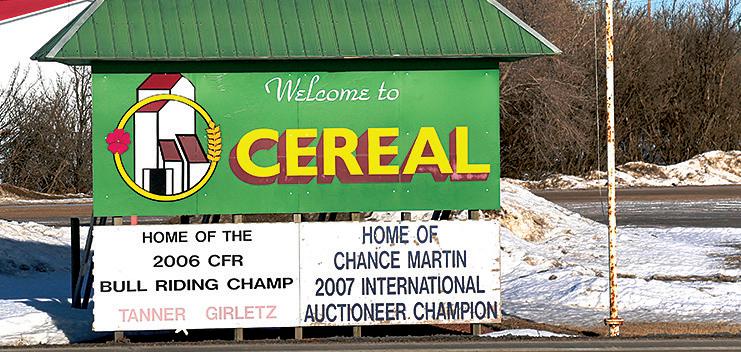 Welcome to
CEREAL
HOME OF THE
2006 CFR
BULL RIDING CHAMP
TANNER GIRLETZ
HOME OF
CHANCE MARTIN
2007 INTERNATIONAL
AUCTIONEER CHAMPION